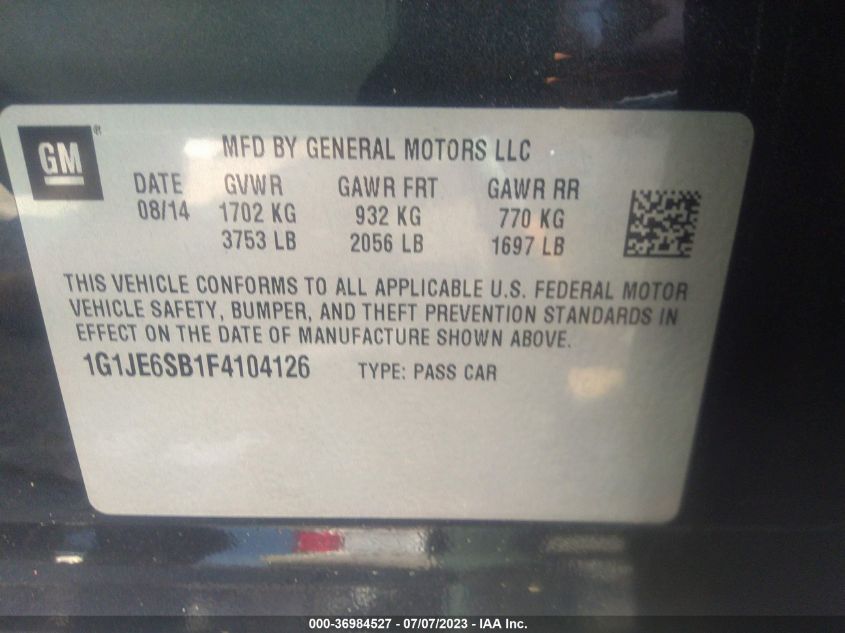 GM ®
MFD BY GENERAL MOTORS LLC
DATE GVWR GAWR FRT GAWR RR
08/14 1702 KG 932 KG 770 KG
3753 LB 2056 LB 1697 LB
THIS VEHICLE CONFORMS TO ALL APPLICABLE U.S. FEDERAL MOTOR
VEHICLE SAFETY, BUMPER, AND THEFT PREVENTION STANDARDS IN
EFFECT ON THE DATE OF MANUFACTURE SHOWN ABOVE.
1G1JE6SB1F4104126 TYPE: PASS CAR
000-36984527 - 07/07/2023 - IAA Inc.